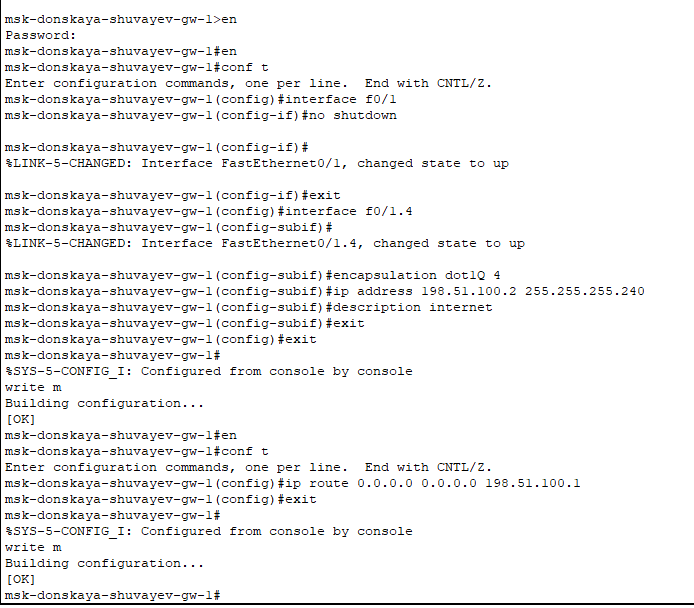 msk-donskaya-shuvayev-gw-1>en
Password:
msk-donskaya-shuvayev-gw-1#en
msk-donskaya-shuvayev-gw-1#conf t
Enter configuration commands, one per line.  End with CNTL/Z.
msk-donskaya-shuvayev-gw-1(config)#interface f0/1
msk-donskaya-shuvayev-gw-1(config-if)#no shutdown
msk-donskaya-shuvayev-gw-1(config-if)#
%LINK-5-CHANGED: Interface FastEthernet0/1, changed state to up
msk-donskaya-shuvayev-gw-1(config-if)#exit
msk-donskaya-shuvayev-gw-1(config)#interface f0/1.4
msk-donskaya-shuvayev-gw-1(config-subif)#
%LINK-5-CHANGED: Interface FastEthernet0/1.4, changed state to up
msk-donskaya-shuvayev-gw-1(config-subif)#encapsulation dot1Q 4
msk-donskaya-shuvayev-gw-1(config-subif)#ip address 198.51.100.2 255.255.255.240
msk-donskaya-shuvayev-gw-1(config-subif)#description internet
msk-donskaya-shuvayev-gw-1(config-subif)#exit
msk-donskaya-shuvayev-gw-1(config)#exit
msk-donskaya-shuvayev-gw-1#
%SYS-5-CONFIG_I: Configured from console by console
write m
Building configuration...
[OK]
msk-donskaya-shuvayev-gw-1#en
msk-donskaya-shuvayev-gw-1#conf t
Enter configuration commands, one per line.  End with CNTL/Z.
msk-donskaya-shuvayev-gw-1(config)#ip route 0.0.0.0 0.0.0.0 198.51.100.1
msk-donskaya-shuvayev-gw-1(config)#exit
msk-donskaya-shuvayev-gw-1#
%SYS-5-CONFIG_I: Configured from console by console
write m
Building configuration...
[OK]
msk-donskaya-shuvayev-gw-1#